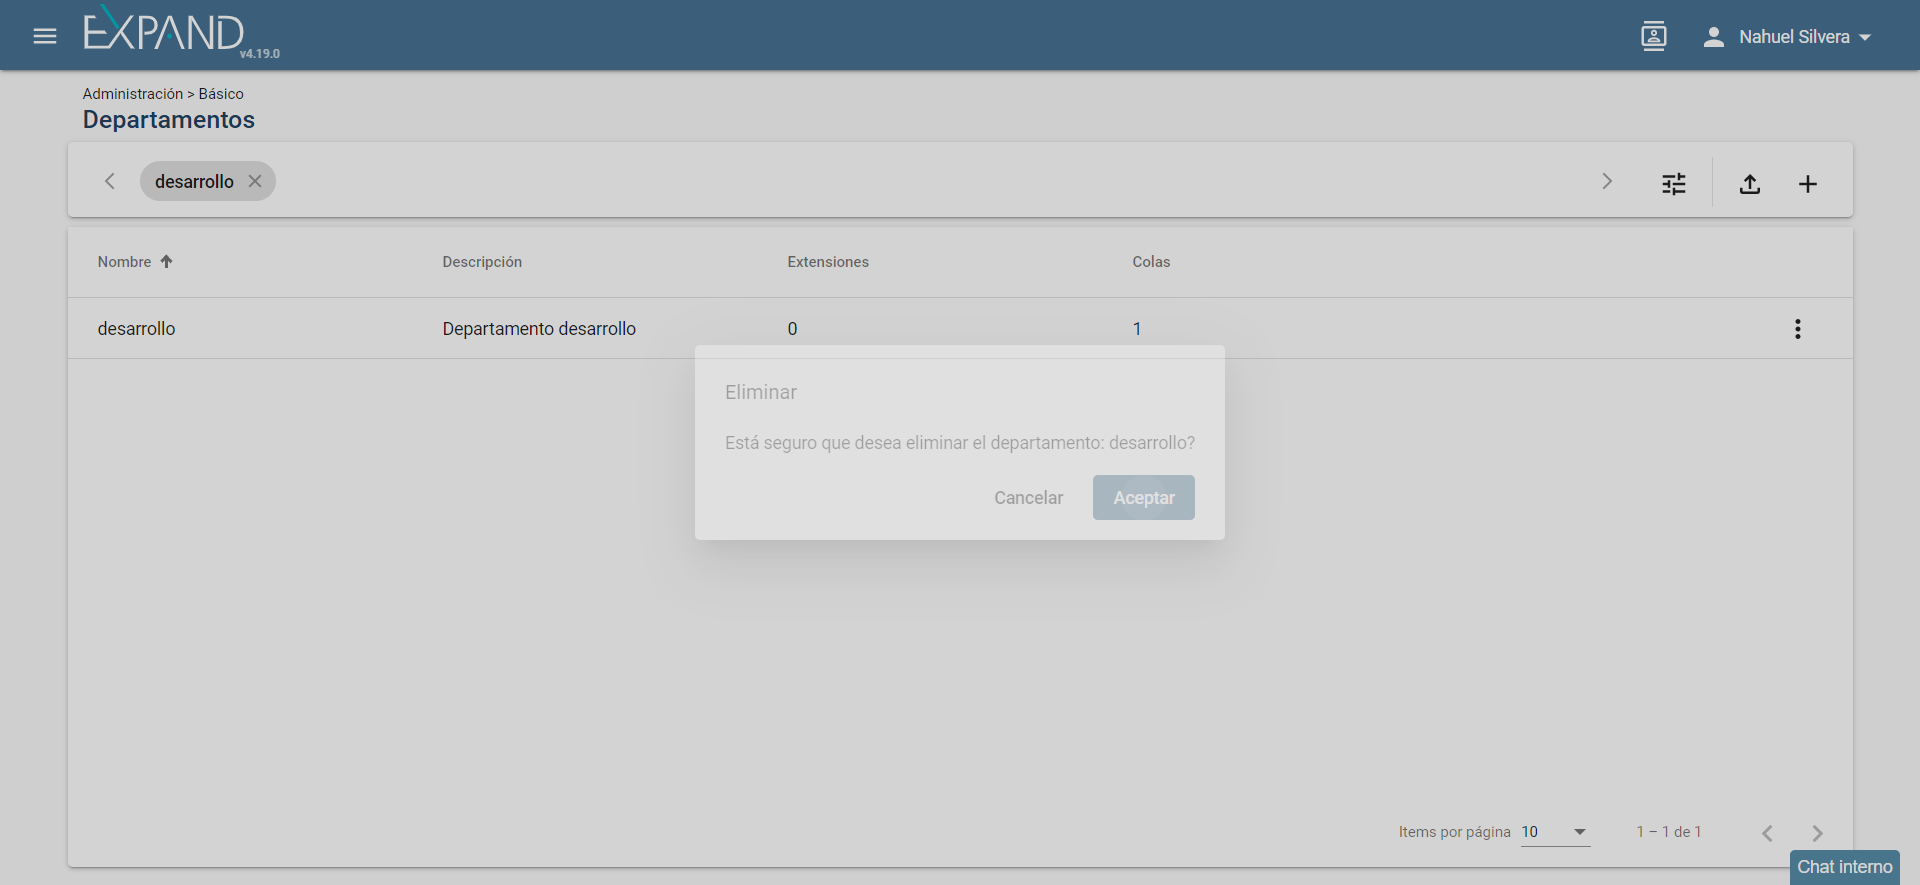 EXPAND
v4.19.0
Nahuel Silvera
Administración > Básico
Departamentos
desarrollo
Nombre Descripción Extensiones Colas
desarrollo Departamento desarrollo 0 1
Eliminar
Está seguro que desea eliminar el departamento: desarrollo?
Cancelar Aceptar
Items por página 10 1 – 1 de 1
Chat interno